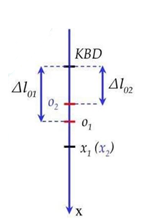 KBD
Δl₀₁
Δl₀₂
o₂
o₁
x₁ (x₂)
x